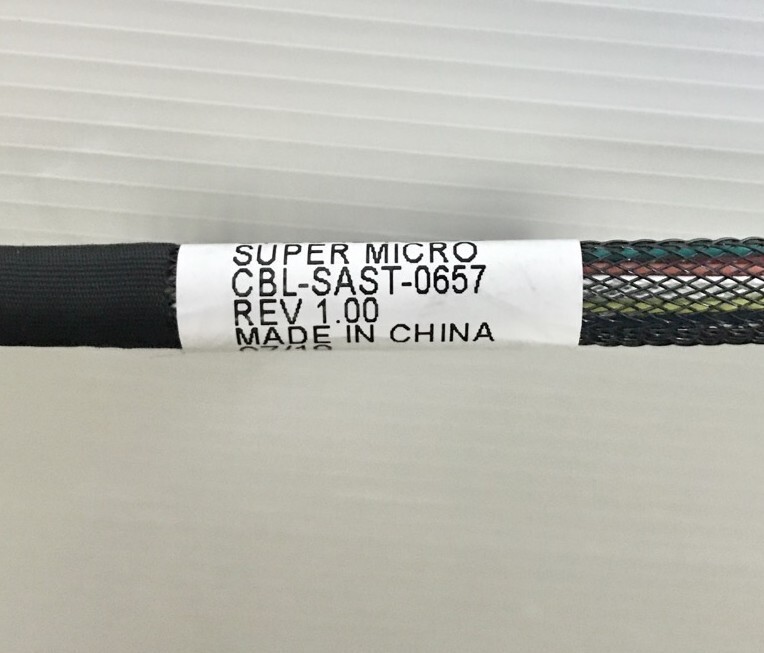 SUPER MICRO
CBL-SAST-0657
REV 1.00
MADE IN CHINA